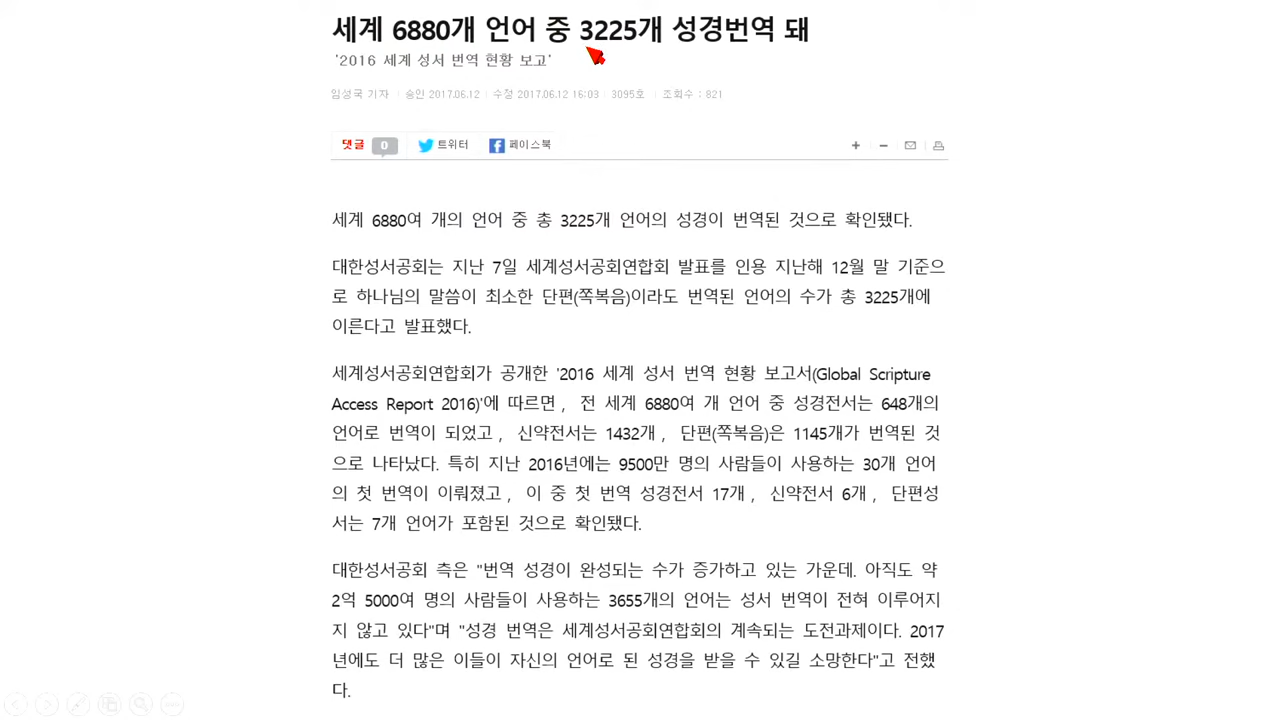 세계 6880개 언어 중 3225개 성경번역 돼
'2016 세계 성서 번역 현황 보고'
임성국 기자 | 승인 2017.06.12 | 수정 2017.06.12 16:03 | 3095호 | 조회수 : 821
댓글 0 트위터 페이스북 + -
세계 6880여 개의 언어 중 총 3225개 언어의 성경이 번역된 것으로 확인됐다.
대한성서공회는 지난 7일 세계성서공회연합회 발표를 인용 지난해 12월 말 기준으
로 하나님의 말씀이 최소한 단편(쪽복음)이라도 번역된 언어의 수가 총 3225개에
이른다고 발표했다.
세계성서공회연합회가 공개한 '2016 세계 성서 번역 현황 보고서(Global Scripture
Access Report 2016)'에 따르면 , 전 세계 6880여 개 언어 중 성경전서는 648개의
언어로 번역이 되었고 , 신약전서는 1432개 , 단편(쪽복음)은 1145개가 번역된 것
으로 나타났다. 특히 지난 2016년에는 9500만 명의 사람들이 사용하는 30개 언어
의 첫 번역이 이뤄졌고 , 이 중 첫 번역 성경전서 17개 , 신약전서 6개 , 단편성
서는 7개 언어가 포함된 것으로 확인됐다.
대한성서공회 측은 "번역 성경이 완성되는 수가 증가하고 있는 가운데. 아직도 약
2억 5000여 명의 사람들이 사용하는 3655개의 언어는 성서 번역이 전혀 이루어지
지 않고 있다"며 "성경 번역은 세계성서공회연합회의 계속되는 도전과제이다. 2017
년에도 더 많은 이들이 자신의 언어로 된 성경을 받을 수 있길 소망한다"고 전했
다.